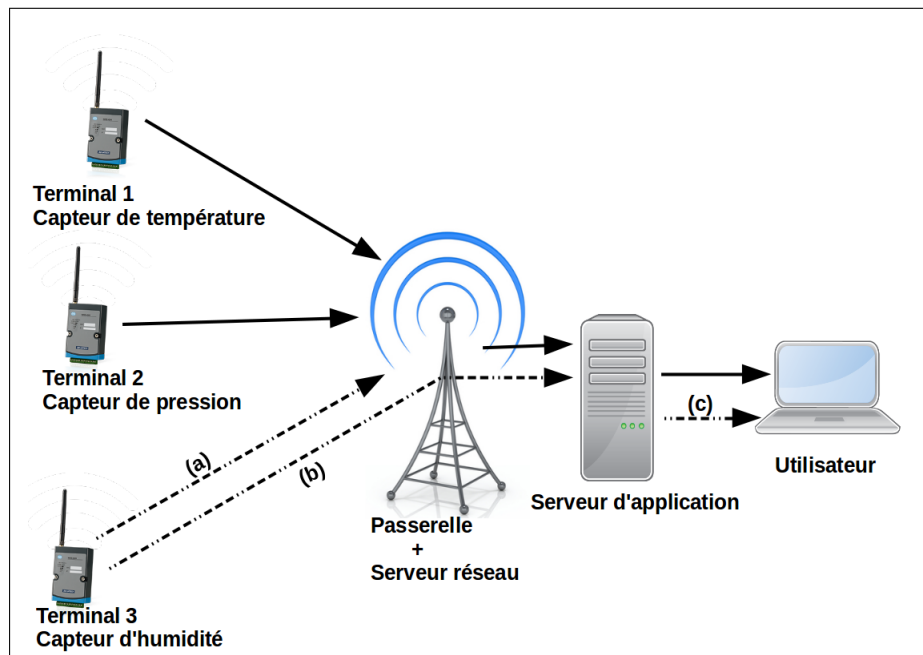 Terminal 1
Capteur de température
Terminal 2
Capteur de pression
(a)
(b)
(c)
Utilisateur
Serveur d'application
Passerelle
+
Serveur réseau
Terminal 3
Capteur d'humidité